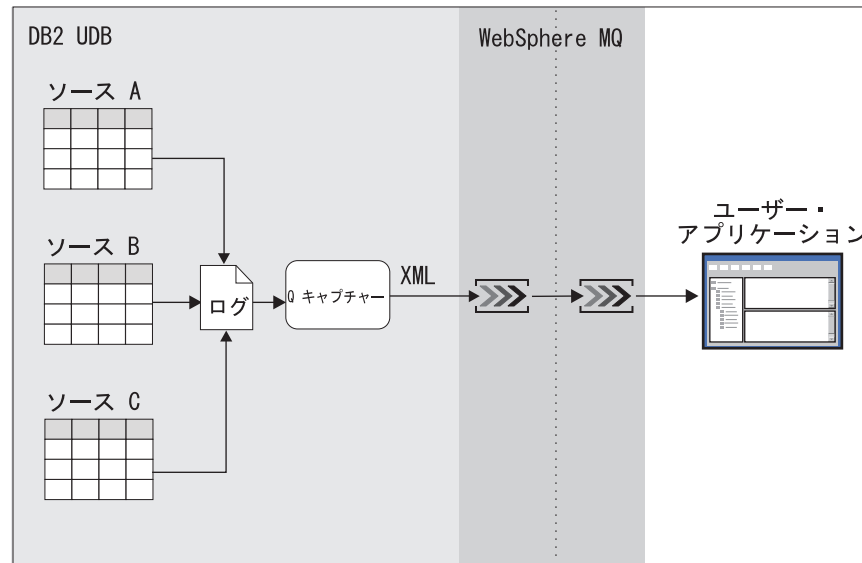 DB2 UDB
WebSphere MQ
ソース A
ソース B
ソース C
ログ
Q キャプチャー
XML
ユーザー・
アプリケーション